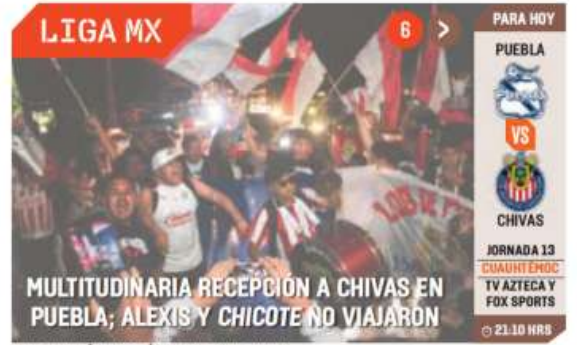 LIGA MX
6 >
MULTITUDINARIA RECEPCIÓN A CHIVAS EN
PUEBLA; ALEXIS Y CHICOTE NO VIAJARON
PARA HOY
PUEBLA
VS
CHIVAS
JORNADA 13
CUAUHTÉMOC
TV AZTECA Y
FOX SPORTS
21:10 HRS